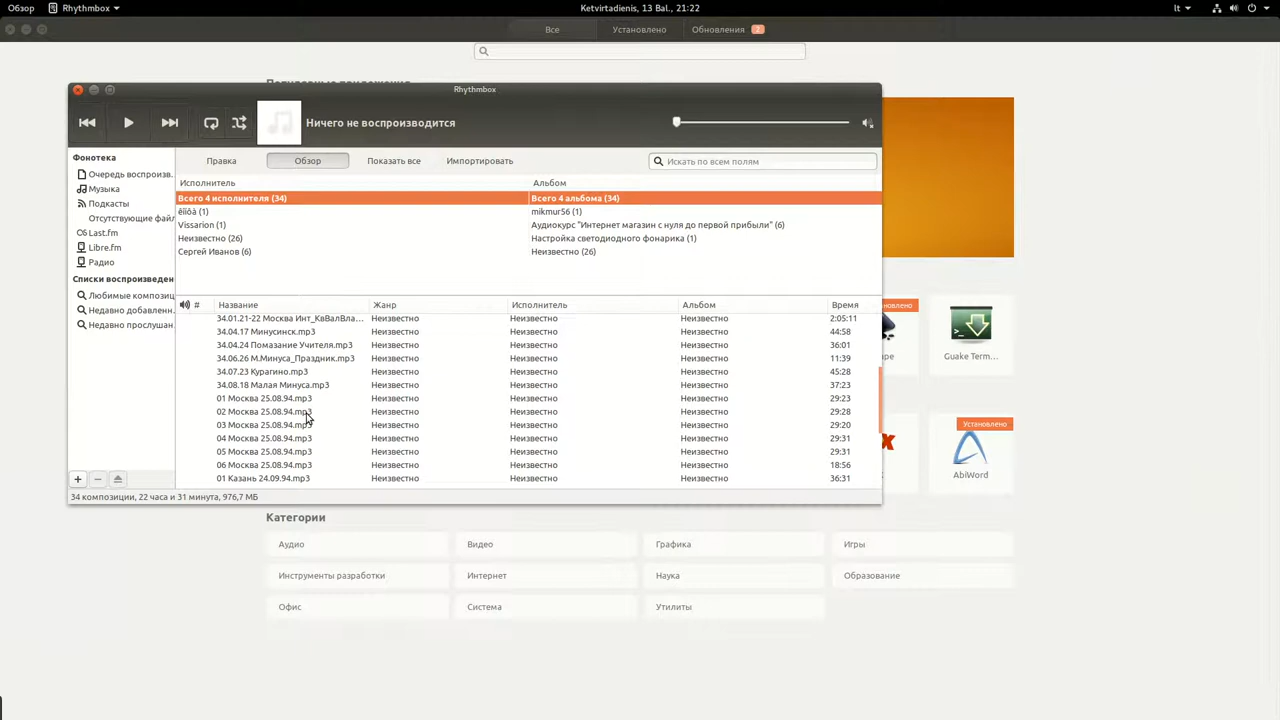 Обзор Rhythmbox Ketvirtadienis, 13 Bal., 21:22 lt
Все Установлено Обновления 2
Rhythmbox
Ничего не воспроизводится
Фонотека
Очередь воспроизв.
Музыка
Подкасты
Отсутствующие фай
Last.fm
Libre.fm
Радио
Списки воспроизведен
Любимые композиц
Недавно добавленн
Недавно прослушан
Правка Обзор Показать все Импортировать Искать по всем полям
Исполнитель Альбом
Всего 4 исполнителя (34) Всего 4 альбома (34)
êîîôà (1) mikmur56 (1)
Vissarion (1) Аудиокурс "Интернет магазин с нуля до первой прибыли" (6)
Неизвестно (26) Настройка светодиодного фонарика (1)
Сергей Иванов (6) Неизвестно (26)
# Название Жанр Исполнитель Альбом Время
34.01.21-22 Москва Инт_КвВалВла... Неизвестно Неизвестно Неизвестно 2:05:11
34.04.17 Минусинск.mp3 Неизвестно Неизвестно Неизвестно 44:58
34.04.24 Помазание Учителя.mp3 Неизвестно Неизвестно Неизвестно 36:01
34.06.26 М.Минуса_Праздник.mp3 Неизвестно Неизвестно Неизвестно 11:39
34.07.23 Курагино.mp3 Неизвестно Неизвестно Неизвестно 45:28
34.08.18 Малая Минуса.mp3 Неизвестно Неизвестно Неизвестно 37:23
01 Москва 25.08.94.mp3 Неизвестно Неизвестно Неизвестно 29:23
02 Москва 25.08.94.mp3 Неизвестно Неизвестно Неизвестно 29:28
03 Москва 25.08.94.mp3 Неизвестно Неизвестно Неизвестно 29:20
04 Москва 25.08.94.mp3 Неизвестно Неизвестно Неизвестно 29:31
05 Москва 25.08.94.mp3 Неизвестно Неизвестно Неизвестно 29:31
06 Москва 25.08.94.mp3 Неизвестно Неизвестно Неизвестно 18:56
01 Казань 24.09.94.mp3 Неизвестно Неизвестно Неизвестно 36:31
34 композиции, 22 часа и 31 минута, 976,7 МБ
Guake Term...
Установлено
AbiWord
Категории
Аудио Видео Графика Игры
Инструменты разработки Интернет Наука Образование
Офис Система Утилиты